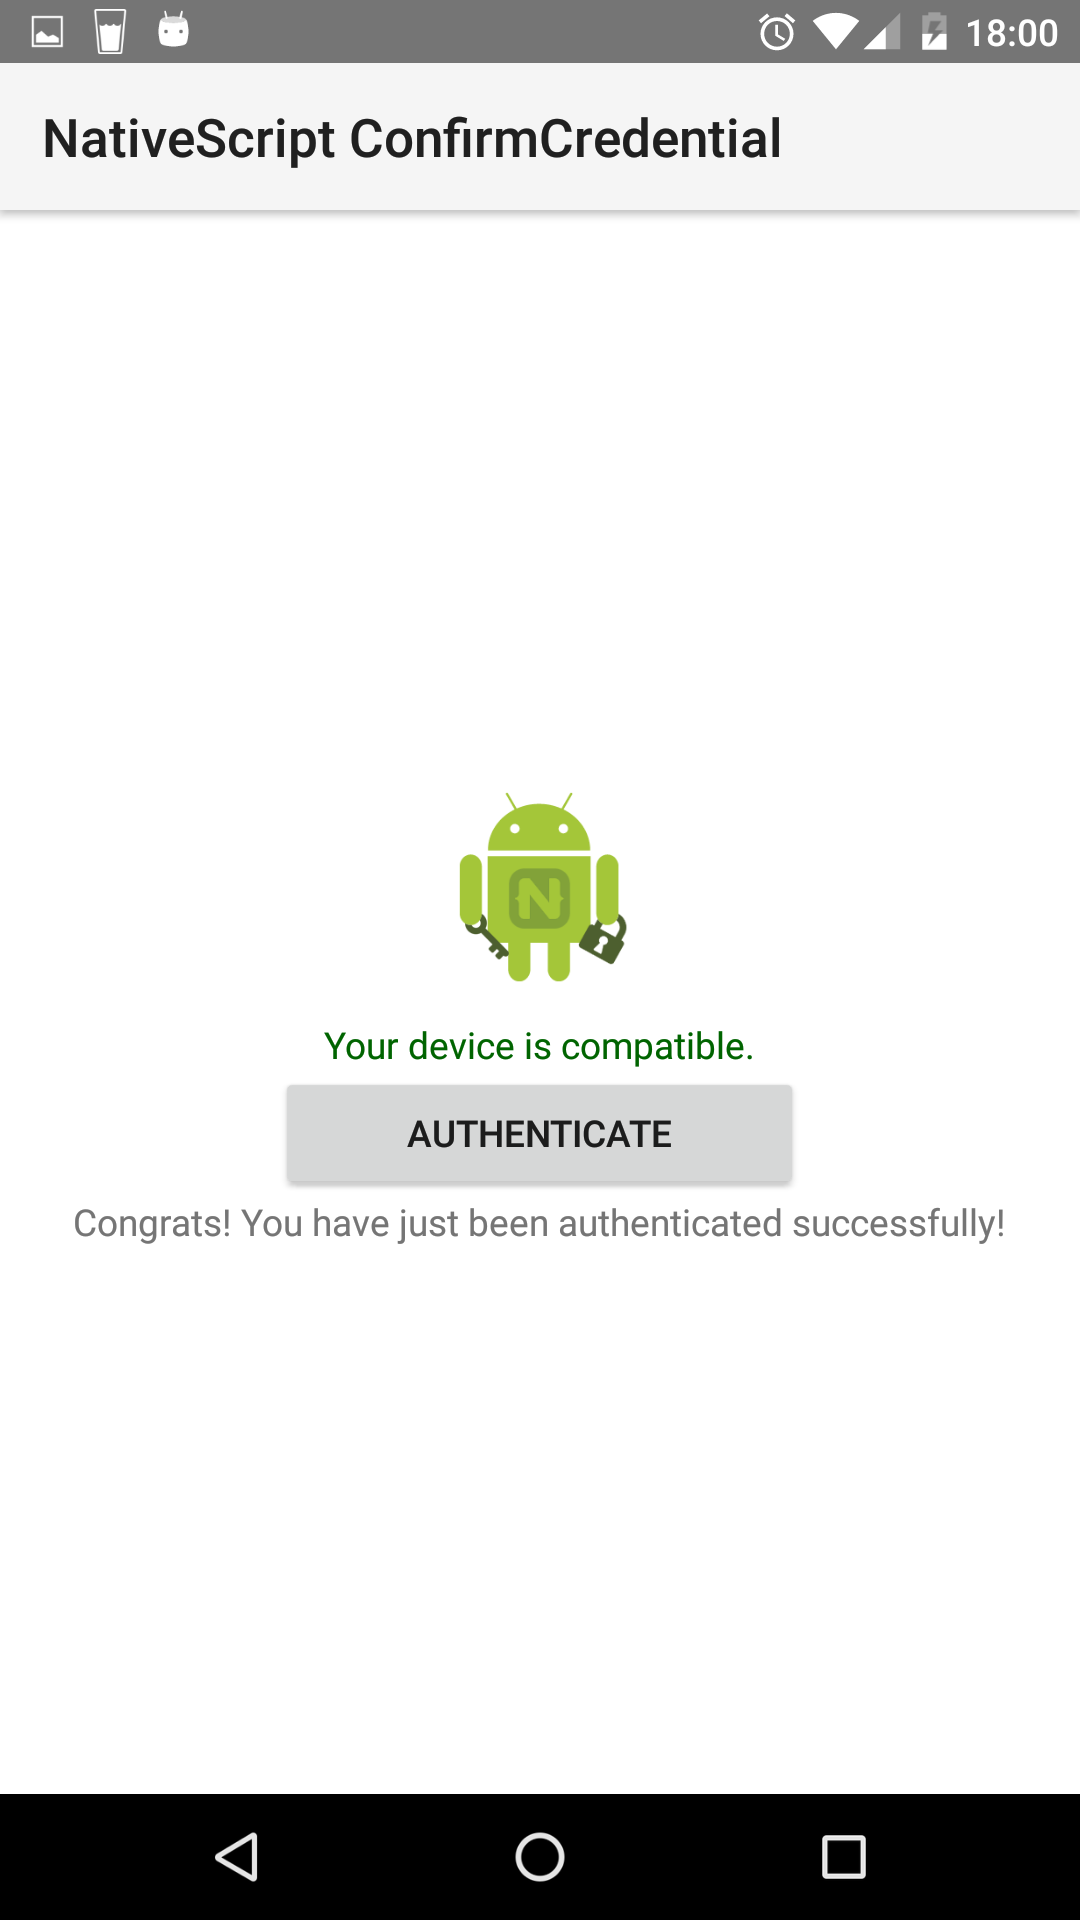 18:00
NativeScript ConfirmCredential
N
Your device is compatible.
AUTHENTICATE
Congrats! You have just been authenticated successfully!